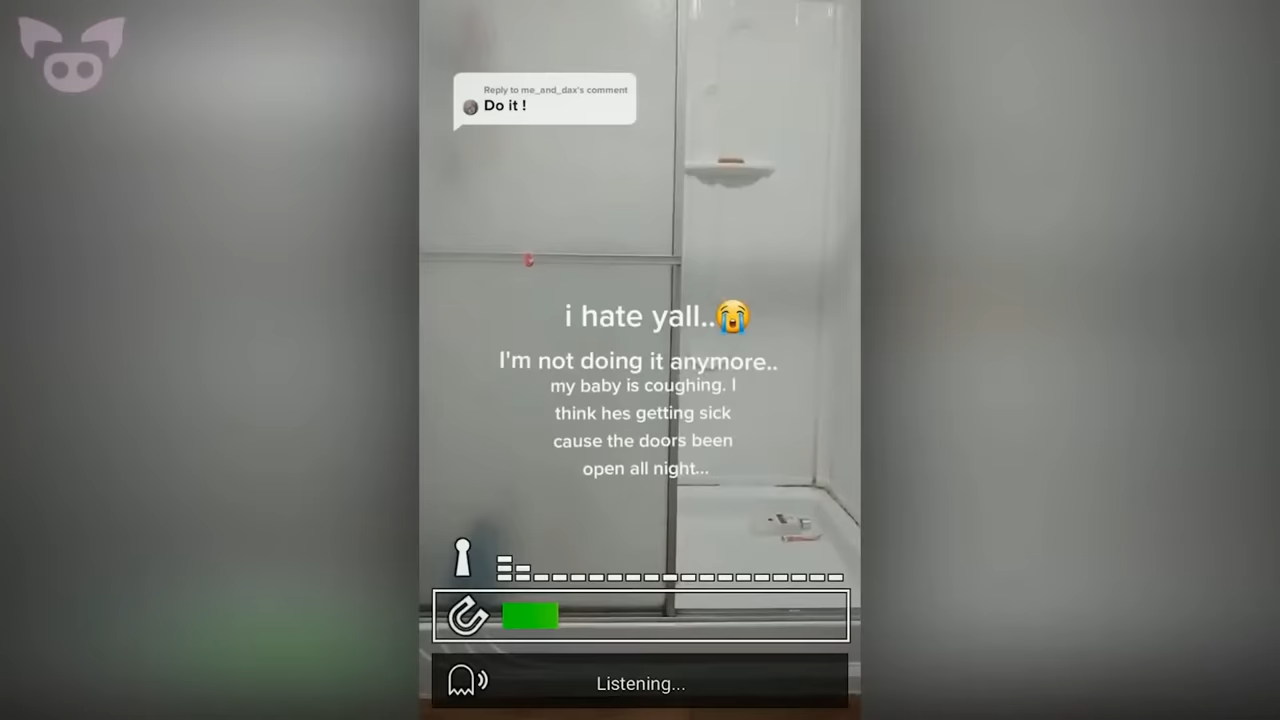 Reply to me_and_dax's comment
Do it !
i hate yall..😭
I'm not doing it anymore..
my baby is coughing. I
think hes getting sick
cause the doors been
open all night...
Listening...